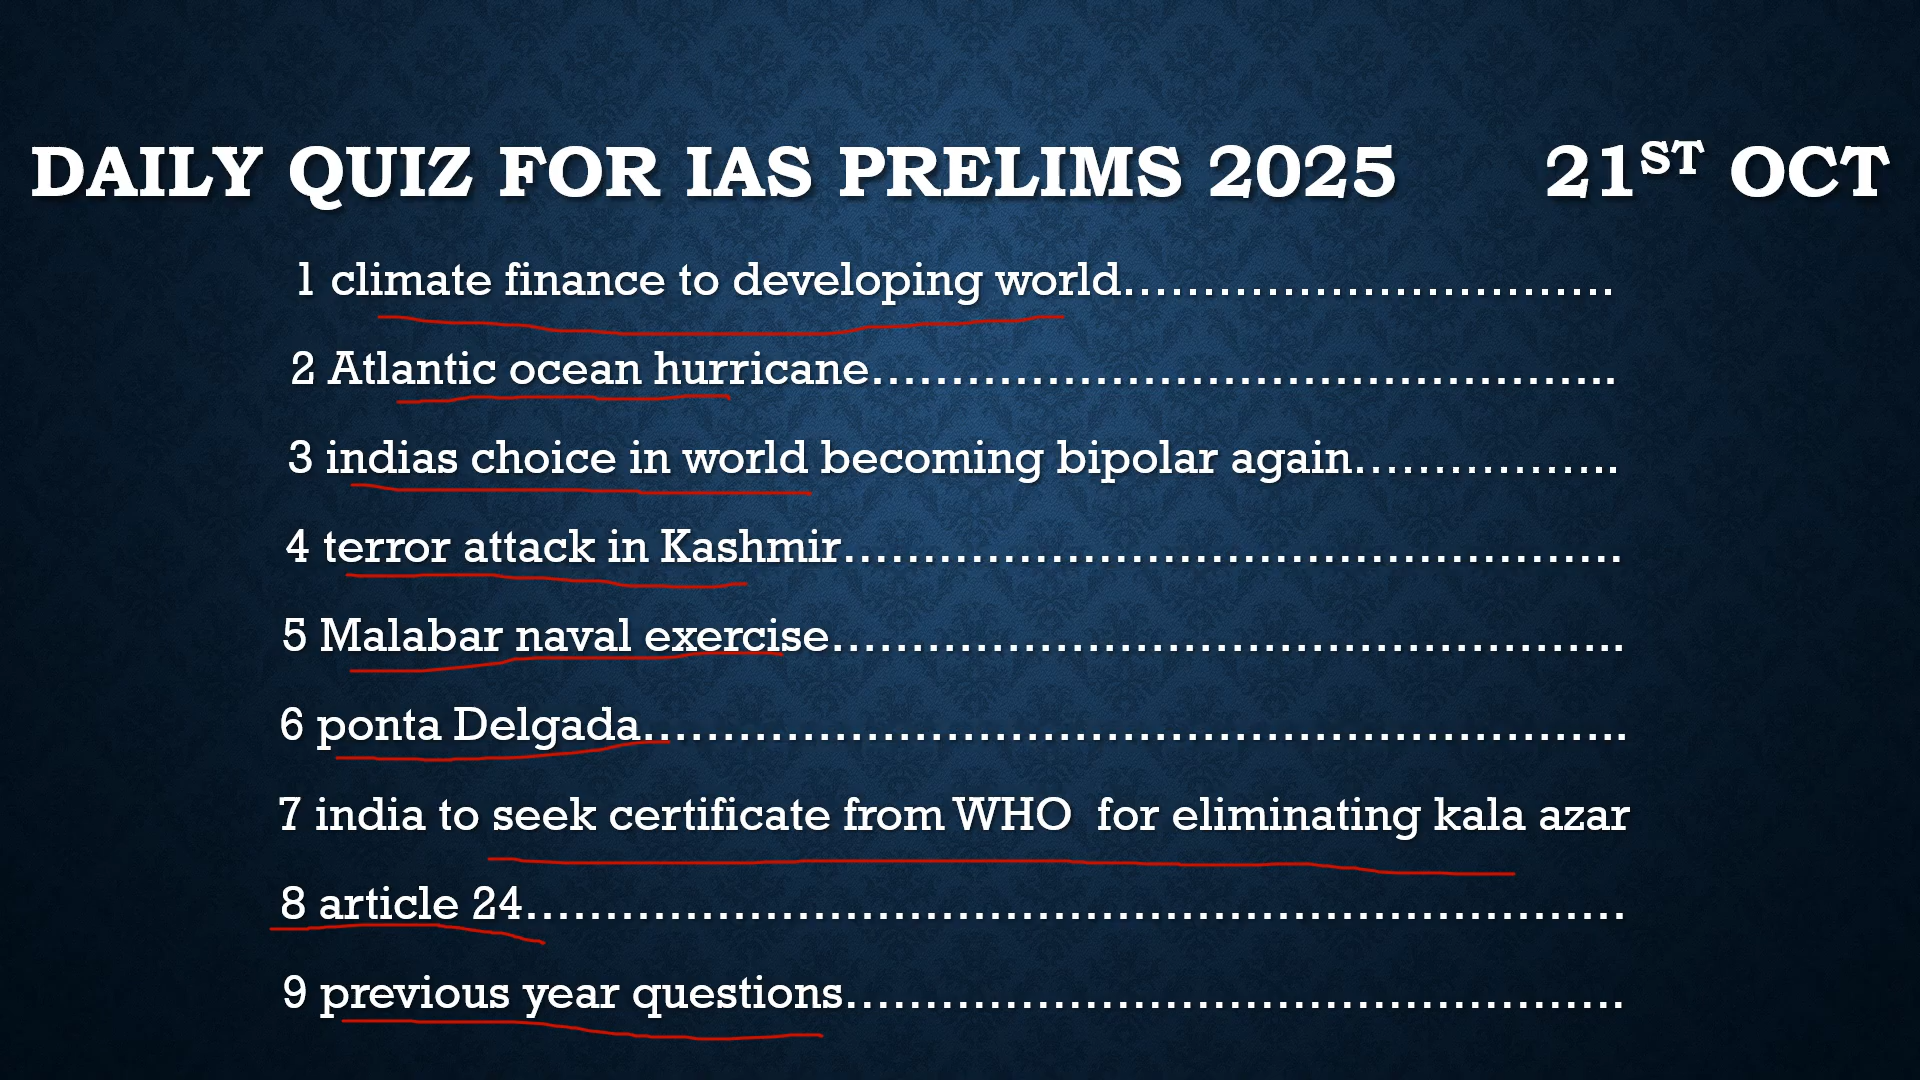 DAILY QUIZ FOR IAS PRELIMS 2025 21ST OCT
1 climate finance to developing world…………………………
2 Atlantic ocean hurricane……………………………………….
3 indias choice in world becoming bipolar again…………….
4 terror attack in Kashmir…………………………………………
5 Malabar naval exercise………………………………………….
6 ponta Delgada…………………………………………………….
7 india to seek certificate from WHO  for eliminating kala azar
8 article 24…………………………………………………………..
9 previous year questions…………………………………………